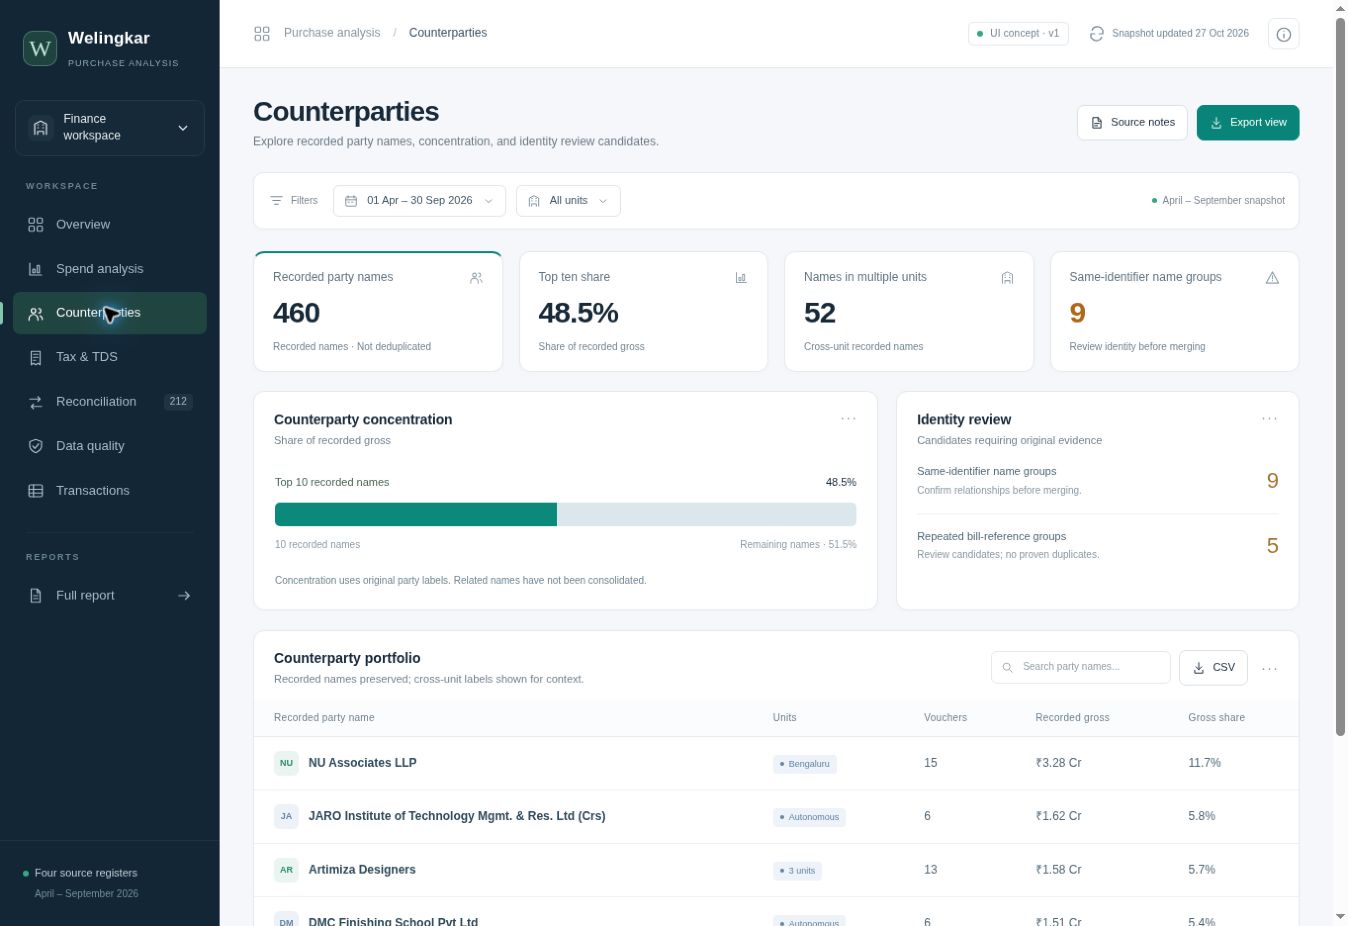 W
Welingkar
PURCHASE ANALYSIS
Finance
workspace
WORKSPACE
Overview
Spend analysis
Counterparties
Tax & TDS
Reconciliation 212
Data quality
Transactions
REPORTS
Full report
Four source registers
April – September 2026
Purchase analysis / Counterparties
UI concept · v1
Snapshot updated 27 Oct 2026
Counterparties
Explore recorded party names, concentration, and identity review candidates.
Source notes
Export view
Filters
01 Apr – 30 Sep 2026
All units
April – September snapshot
Recorded party names
460
Recorded names · Not deduplicated
Top ten share
48.5%
Share of recorded gross
Names in multiple units
52
Cross-unit recorded names
Same-identifier name groups
9
Review identity before merging
Counterparty concentration
Share of recorded gross
Top 10 recorded names 48.5%
10 recorded names Remaining names · 51.5%
Concentration uses original party labels. Related names have not been consolidated.
Identity review
Candidates requiring original evidence
Same-identifier name groups
Confirm relationships before merging.
9
Repeated bill-reference groups
Review candidates; no proven duplicates.
5
Counterparty portfolio
Recorded names preserved; cross-unit labels shown for context.
Search party names...
CSV
Recorded party name Units Vouchers Recorded gross Gross share
NU NU Associates LLP Bengaluru 15 ₹3.28 Cr 11.7%
JA JARO Institute of Technology Mgmt. & Res. Ltd (Crs) Autonomous 6 ₹1.62 Cr 5.8%
AR Artimiza Designers 3 units 13 ₹1.58 Cr 5.7%
DM DMC Finishing School Pvt Ltd Autonomous 6 ₹1.51 Cr 5.4%